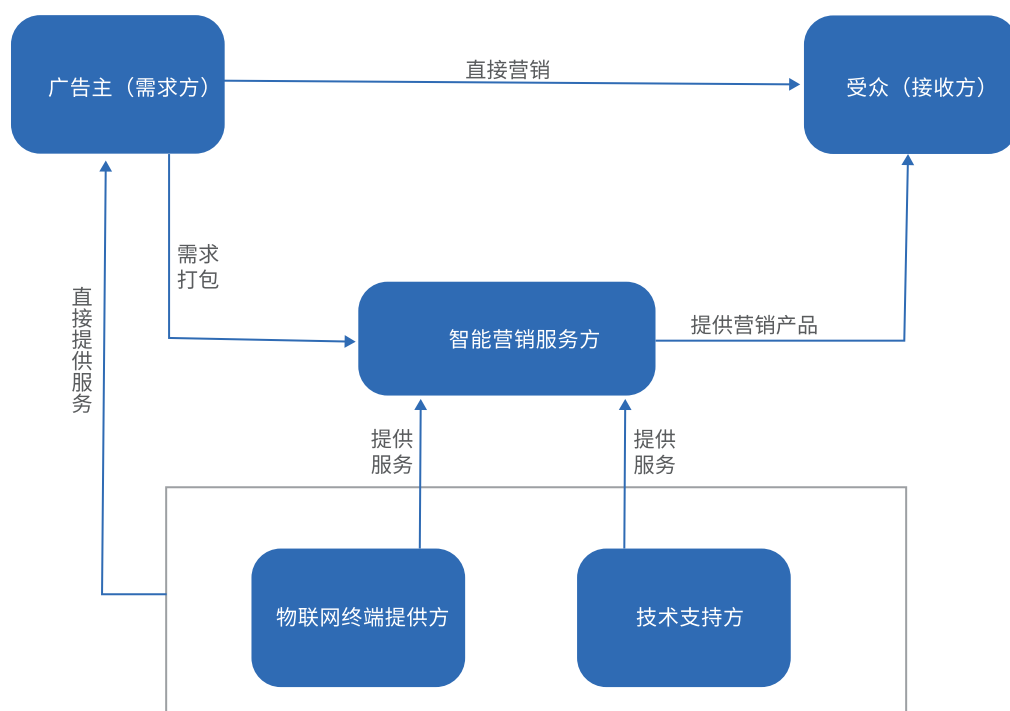 广告主（需求方）
直接营销
受众（接收方）
需求
打包
直接提供服务
智能营销服务方
提供营销产品
提供
服务
提供
服务
物联网终端提供方
技术支持方